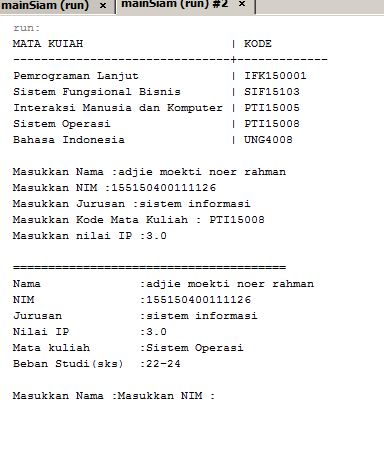 mainSiam (run) × mainSiam (run) #2 ×
run:
MATA KUIAH | KODE
-------------------------------+-------------
Pemrograman Lanjut | IFK150001
Sistem Fungsional Bisnis | SIF15103
Interaksi Manusia dan Komputer | PTI15005
Sistem Operasi | PTI15008
Bahasa Indonesia | UNG4008
Masukkan Nama :adjie moekti noer rahman
Masukkan NIM :155150400111126
Masukkan Jurusan :sistem informasi
Masukkan Kode Mata Kuliah : PTI15008
Masukkan nilai IP :3.0
=======================================
Nama :adjie moekti noer rahman
NIM :155150400111126
Jurusan :sistem informasi
Nilai IP :3.0
Mata kuliah :Sistem Operasi
Beban Studi(sks) :22-24
Masukkan Nama :Masukkan NIM :